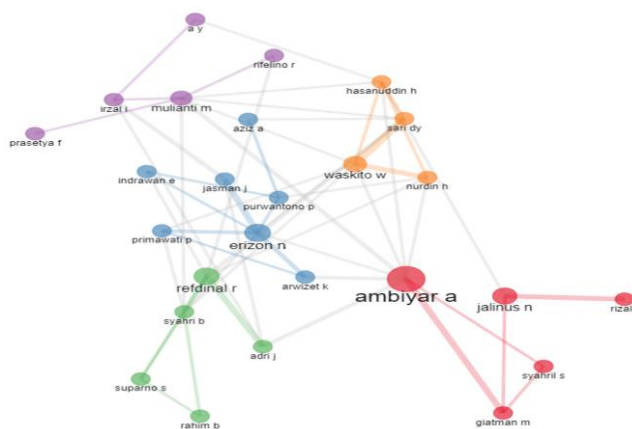 a y
rifelino r
hasanuddin h
irzal i
mulianti m
sari dy
aziz a
prasetya f
waskito w
indrawan e
jasman j
nurdin h
purwantono p
primawati p
erizon n
refdinal r
arwizet k
ambiyar a
jalinus n
rizal
syahri b
adri j
syahril s
suparno s
giatman m
rahim b